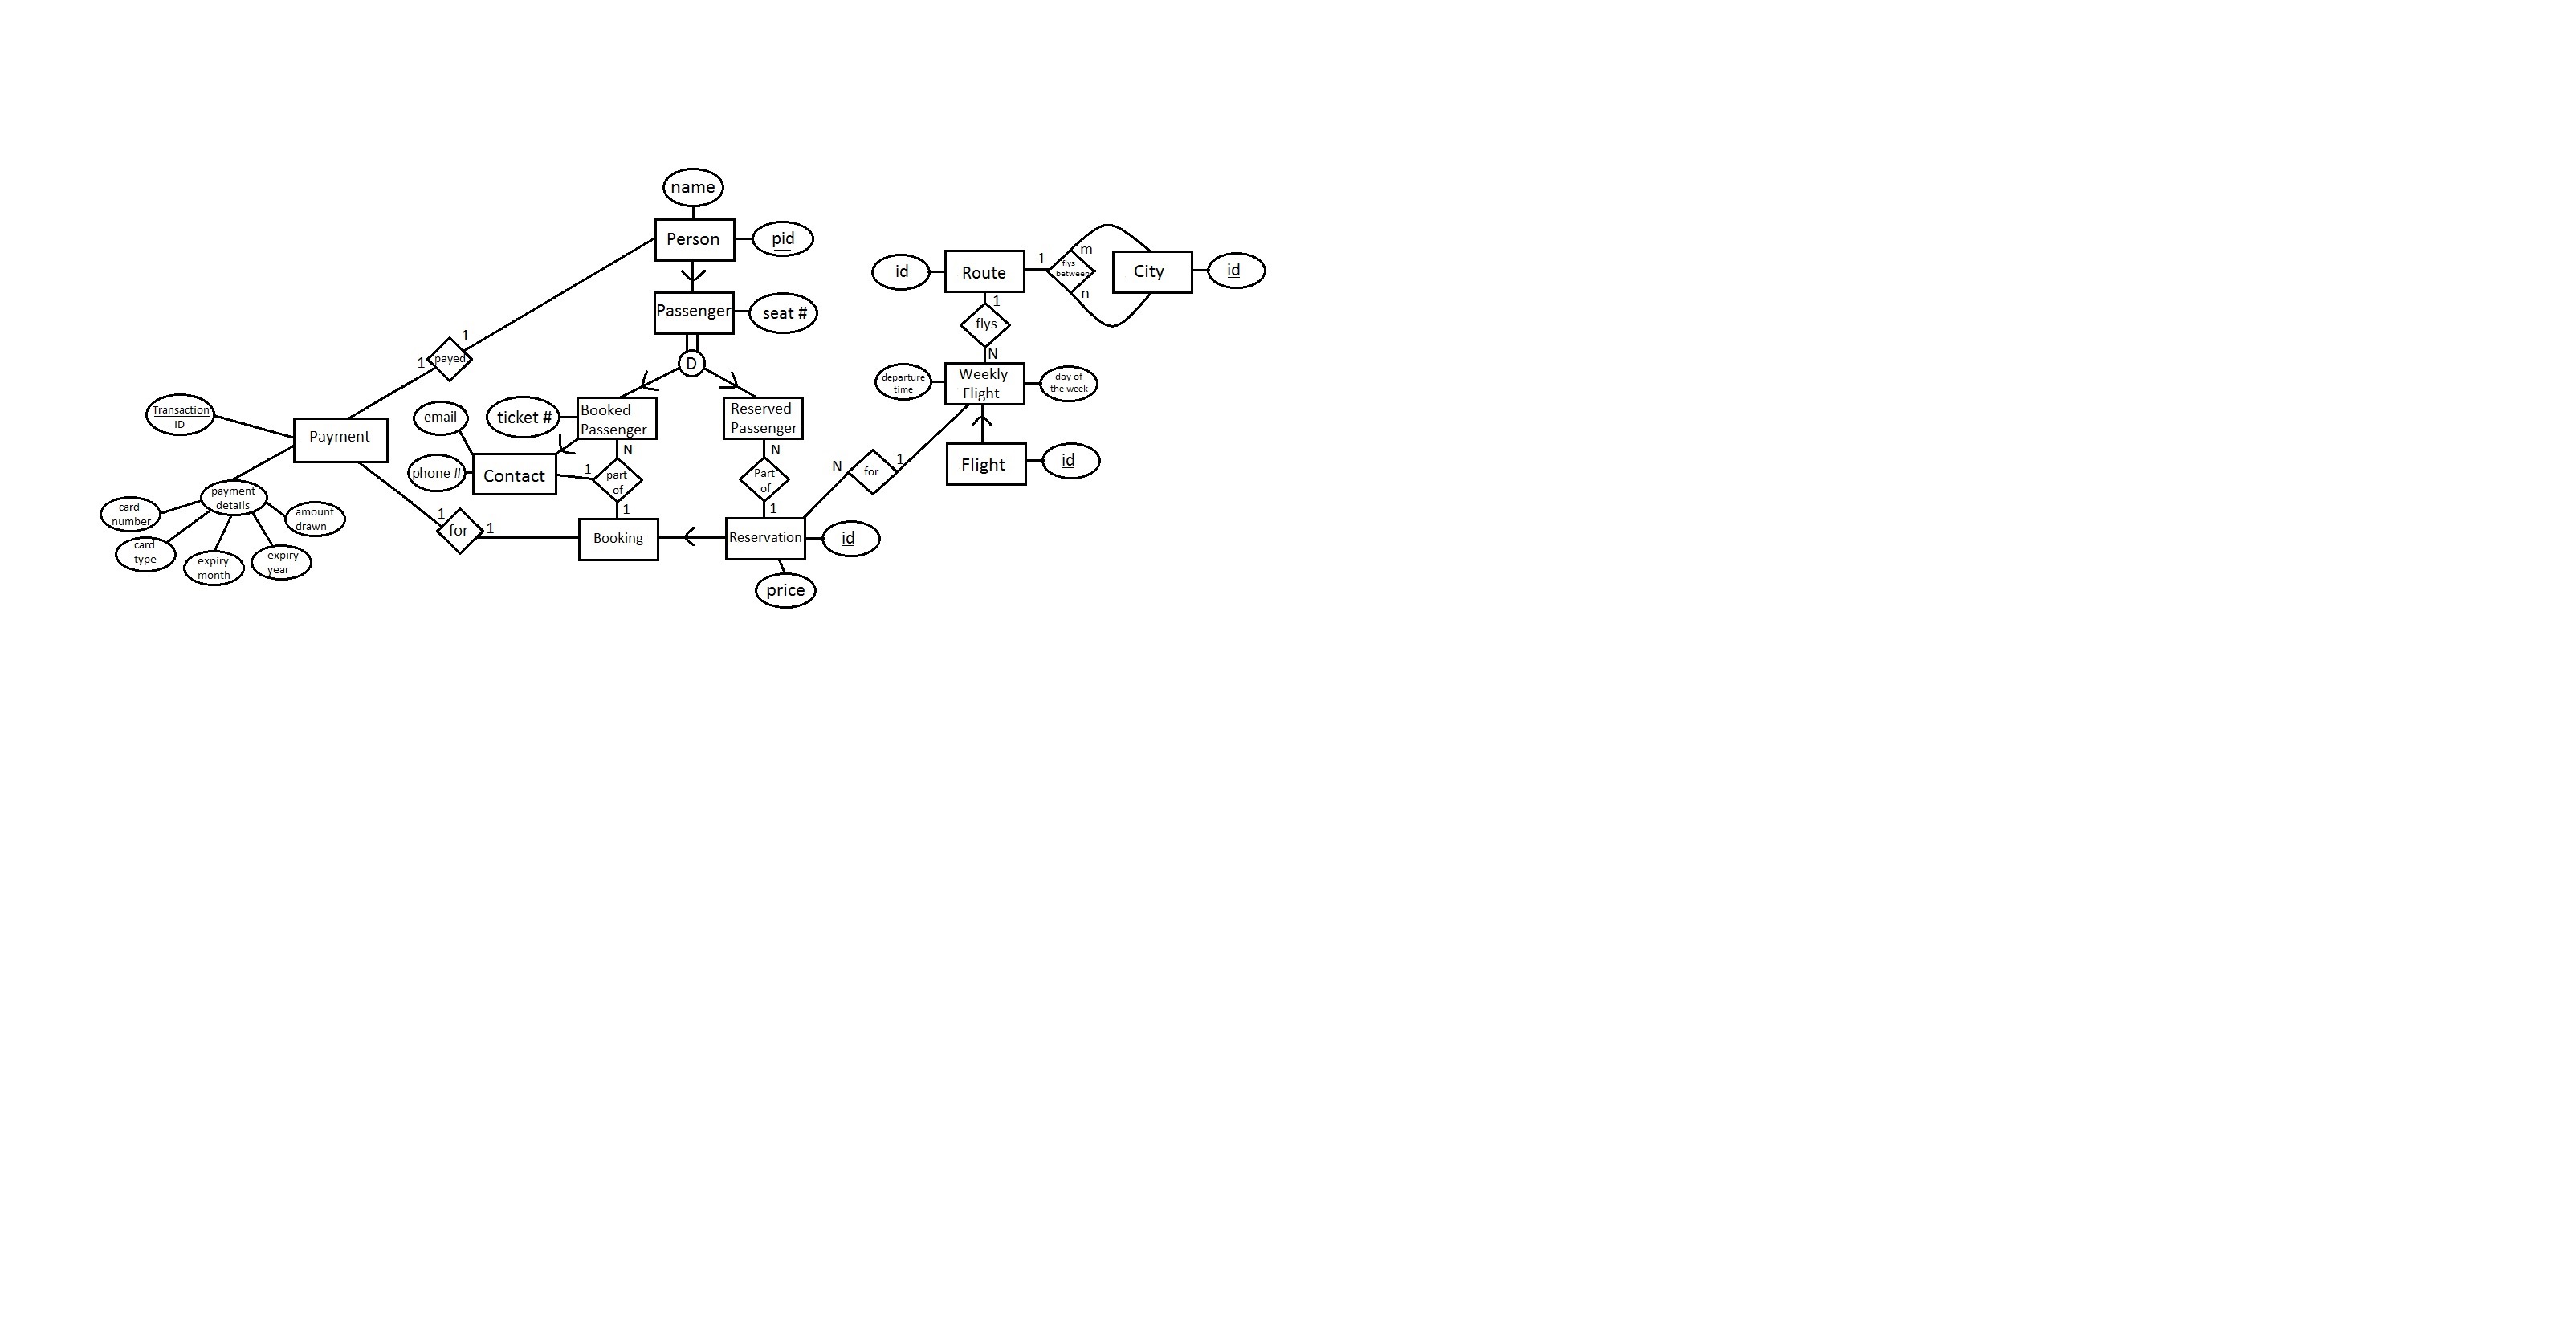 name
Person
pid
Passenger
seat #
D
Route
id
1
flys
between
m
n
City
id
1
flys
N
Weekly
Flight
departure
time
day of
the week
Flight
id
payed
1
1
Transaction
ID
Payment
payment
details
card
number
card
type
expiry
month
expiry
year
amount
drawn
email
phone #
ticket #
Booked
Passenger
Reserved
Passenger
Contact
1
N
part
of
1
N
Part
of
1
N
for
1
1
for
1
Booking
Reservation
id
price